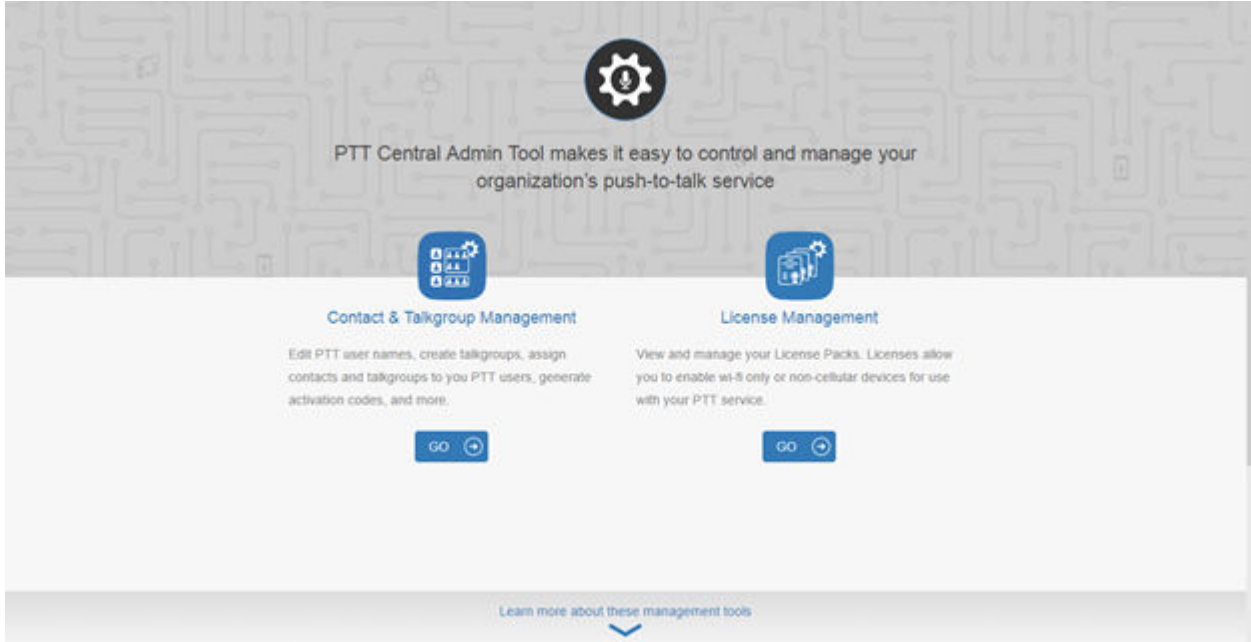 PTT Central Admin Tool makes it easy to control and manage your
organization's push-to-talk service
Contact & Talkgroup Management
Edit PTT user names, create talkgroups, assign
contacts and talkgroups to you PTT users, generate
activation codes, and more.
GO
License Management
View and manage your License Packs. Licenses allow
you to enable wi-fi only or non-cellular devices for use
with your PTT service.
GO
Learn more about these management tools